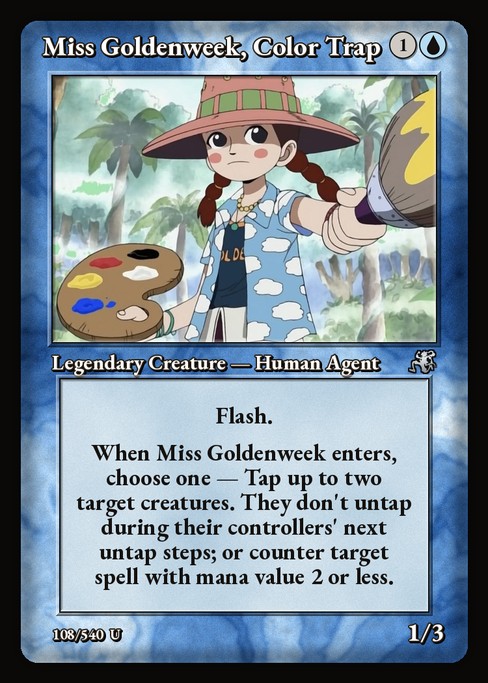 Miss Goldenweek, Color Trap 1
Legendary Creature — Human Agent
Flash.
When Miss Goldenweek enters,
choose one — Tap up to two
target creatures. They don't untap
during their controllers' next
untap steps; or counter target
spell with mana value 2 or less.
108/540 U
1/3